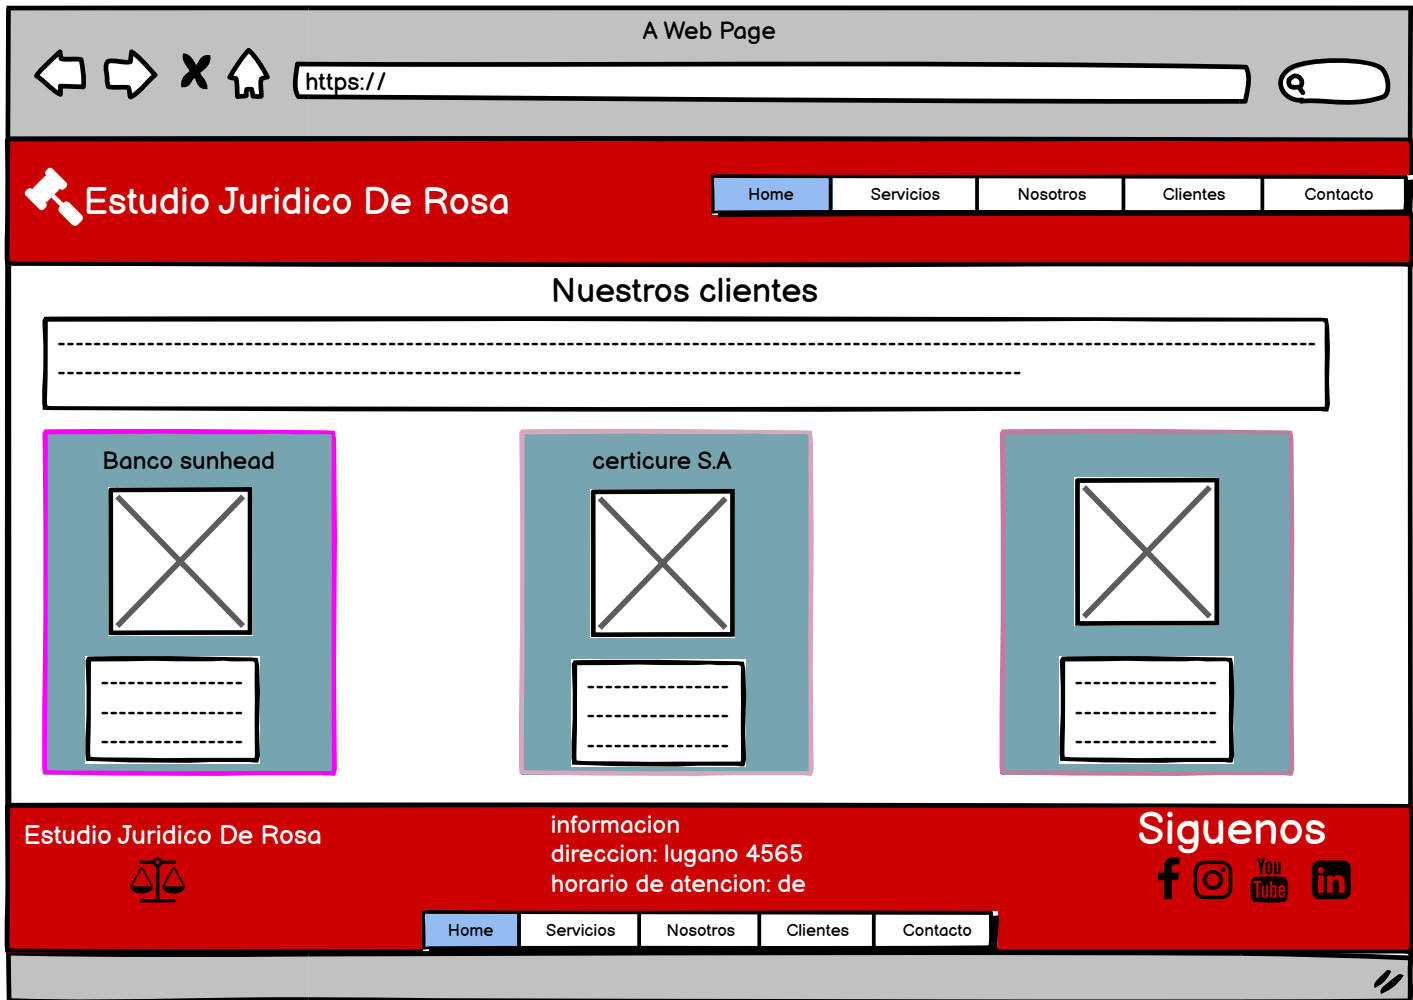 A Web Page
https://
Estudio Juridico De Rosa
Home Servicios Nosotros Clientes Contacto
Nuestros clientes
Banco sunhead
certicure S.A
Estudio Juridico De Rosa
informacion
direccion: lugano 4565
horario de atencion: de
Siguenos
You
Tube
in
Home Servicios Nosotros Clientes Contacto